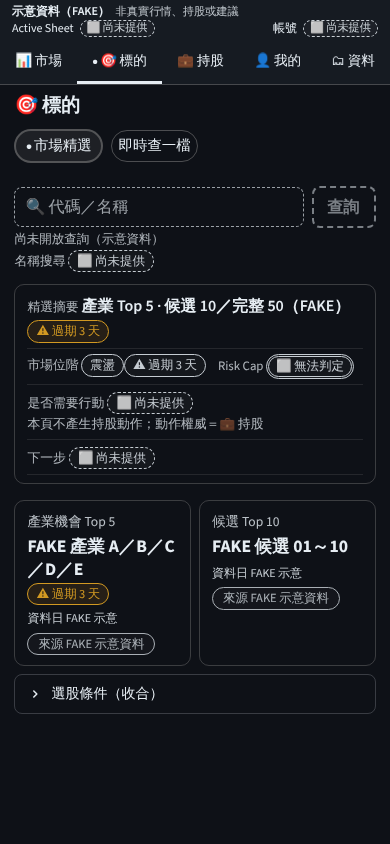 示意資料（FAKE） 非真實行情、持股或建議
Active Sheet 尚未提供 帳號 尚未提供
市場 標的 持股 我的 資料
標的
市場精選 即時查一檔
代碼／名稱 查詢
尚未開放查詢（示意資料）
名稱搜尋 尚未提供
精選摘要 產業 Top 5 · 候選 10／完整 50（FAKE）
過期 3 天
市場位階 震盪 過期 3 天 Risk Cap 無法判定
是否需要行動 尚未提供
本頁不產生持股動作；動作權威＝💼 持股
下一步 尚未提供
產業機會 Top 5
FAKE 產業 A／B／C
／D／E
過期 3 天
資料日 FAKE 示意
來源 FAKE 示意資料
候選 Top 10
FAKE 候選 01～10
資料日 FAKE 示意
來源 FAKE 示意資料
選股條件（收合）